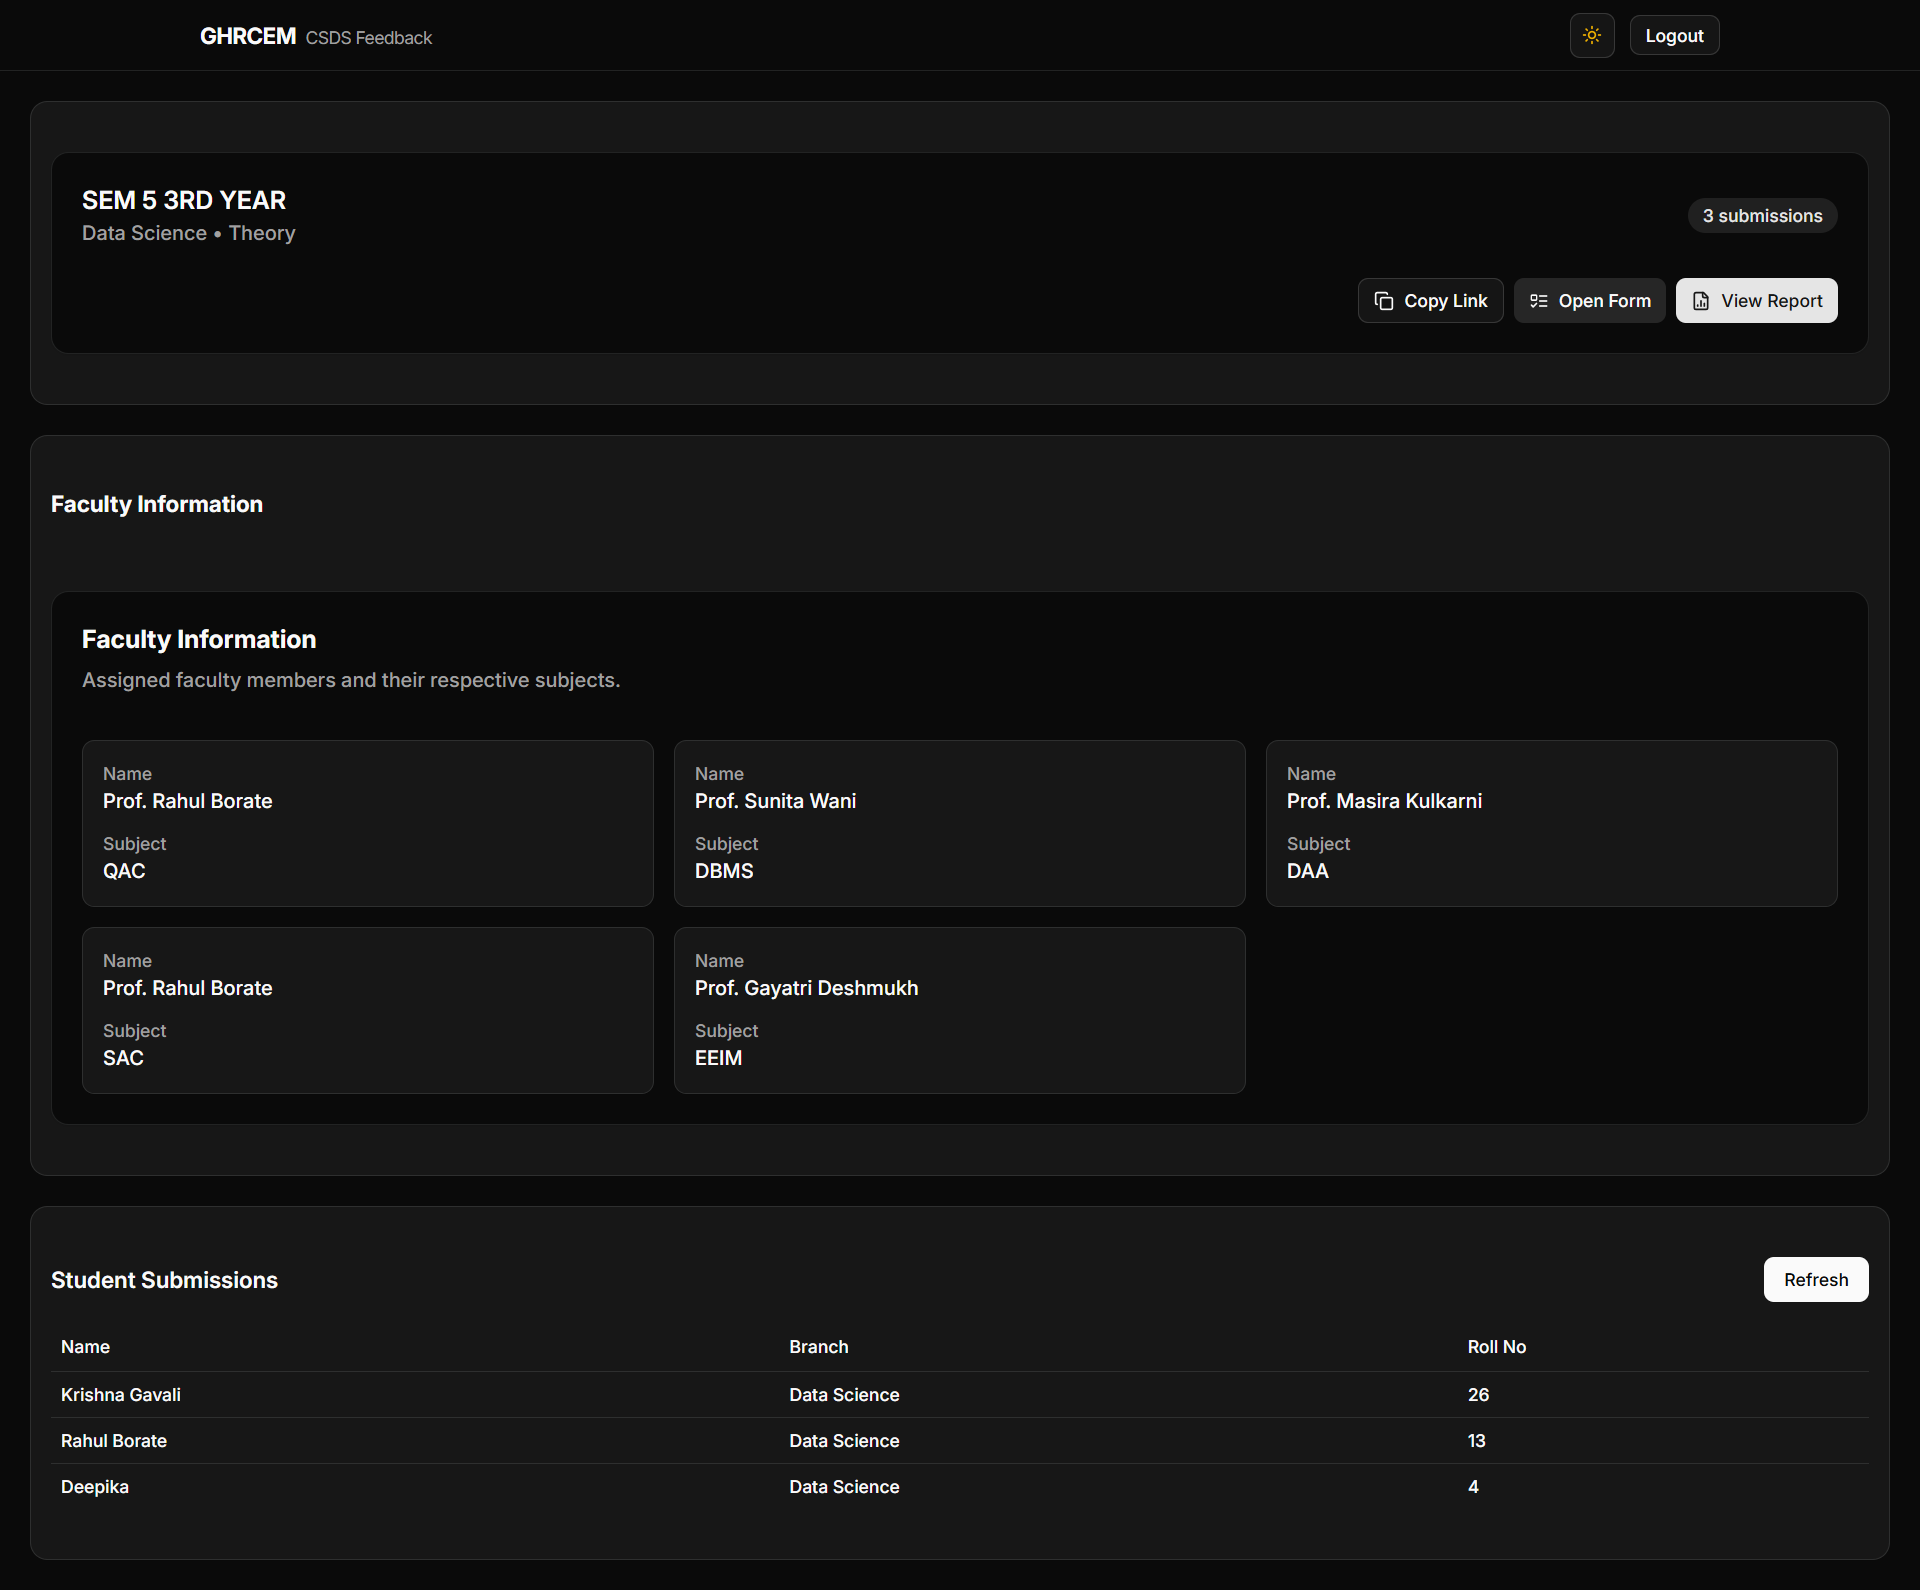 GHRCEM CSDS Feedback
Logout
SEM 5 3RD YEAR
Data Science • Theory
3 submissions
Copy Link
Open Form
View Report
Faculty Information
Faculty Information
Assigned faculty members and their respective subjects.
Name
Prof. Rahul Borate
Subject
QAC
Name
Prof. Sunita Wani
Subject
DBMS
Name
Prof. Masira Kulkarni
Subject
DAA
Name
Prof. Rahul Borate
Subject
SAC
Name
Prof. Gayatri Deshmukh
Subject
EEIM
Student Submissions
Refresh
Name Branch Roll No
Krishna Gavali Data Science 26
Rahul Borate Data Science 13
Deepika Data Science 4